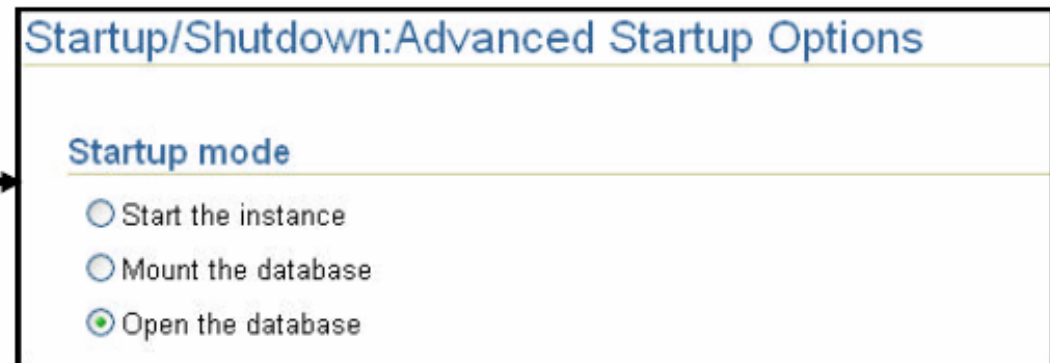 Startup/Shutdown:Advanced Startup Options
Startup mode
Start the instance
Mount the database
Open the database